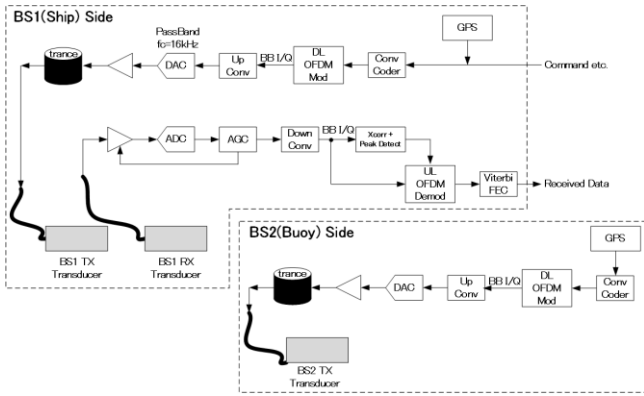 BS1(Ship) Side
GPS
PassBand
fc=16kHz
trance
DAC
Up
Conv
BB I/Q
DL
OFDM
Mod
Conv
Coder
Command etc.
ADC
AGC
Down
Conv
BB I/Q
Xcorr +
Peak Detect
UL
OFDM
Demod
Viterbi
FEC
Received Data
BS1 TX
Transducer
BS1 RX
Transducer
BS2(Buoy) Side
GPS
trance
DAC
Up
Conv
BB I/Q
DL
OFDM
Mod
Conv
Coder
BS2 TX
Transducer